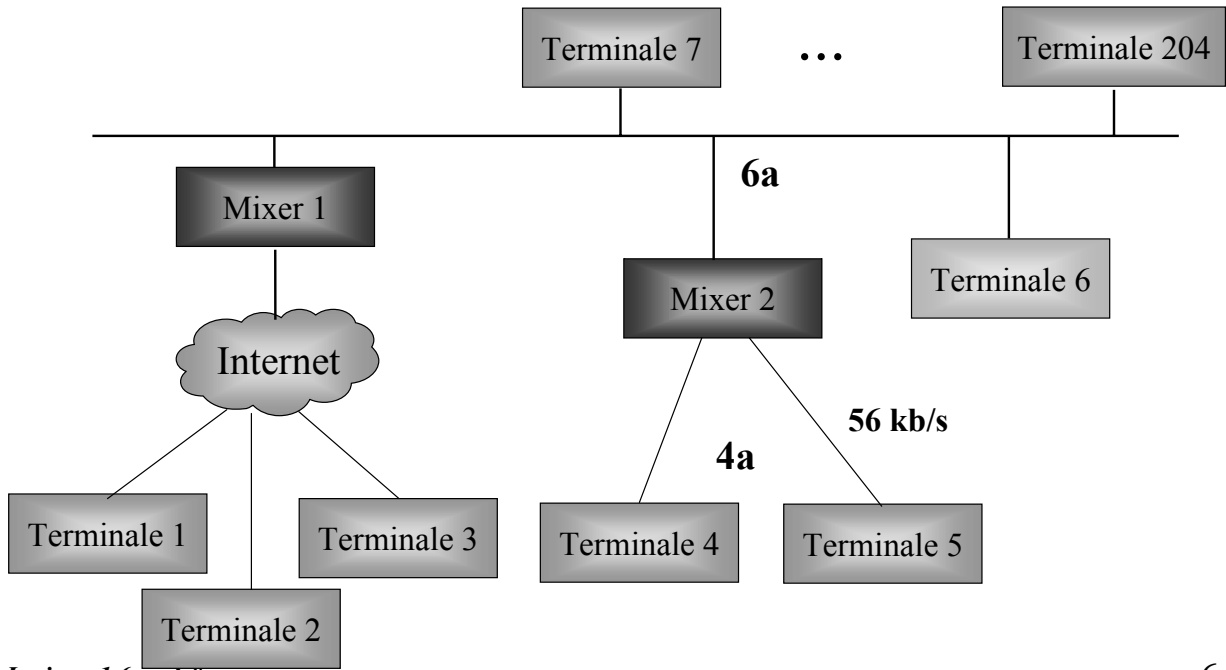 Terminale 7
...
Terminale 204
Mixer 1
6a
Mixer 2
Terminale 6
Internet
56 kb/s
4a
Terminale 1
Terminale 3
Terminale 4
Terminale 5
Terminale 2